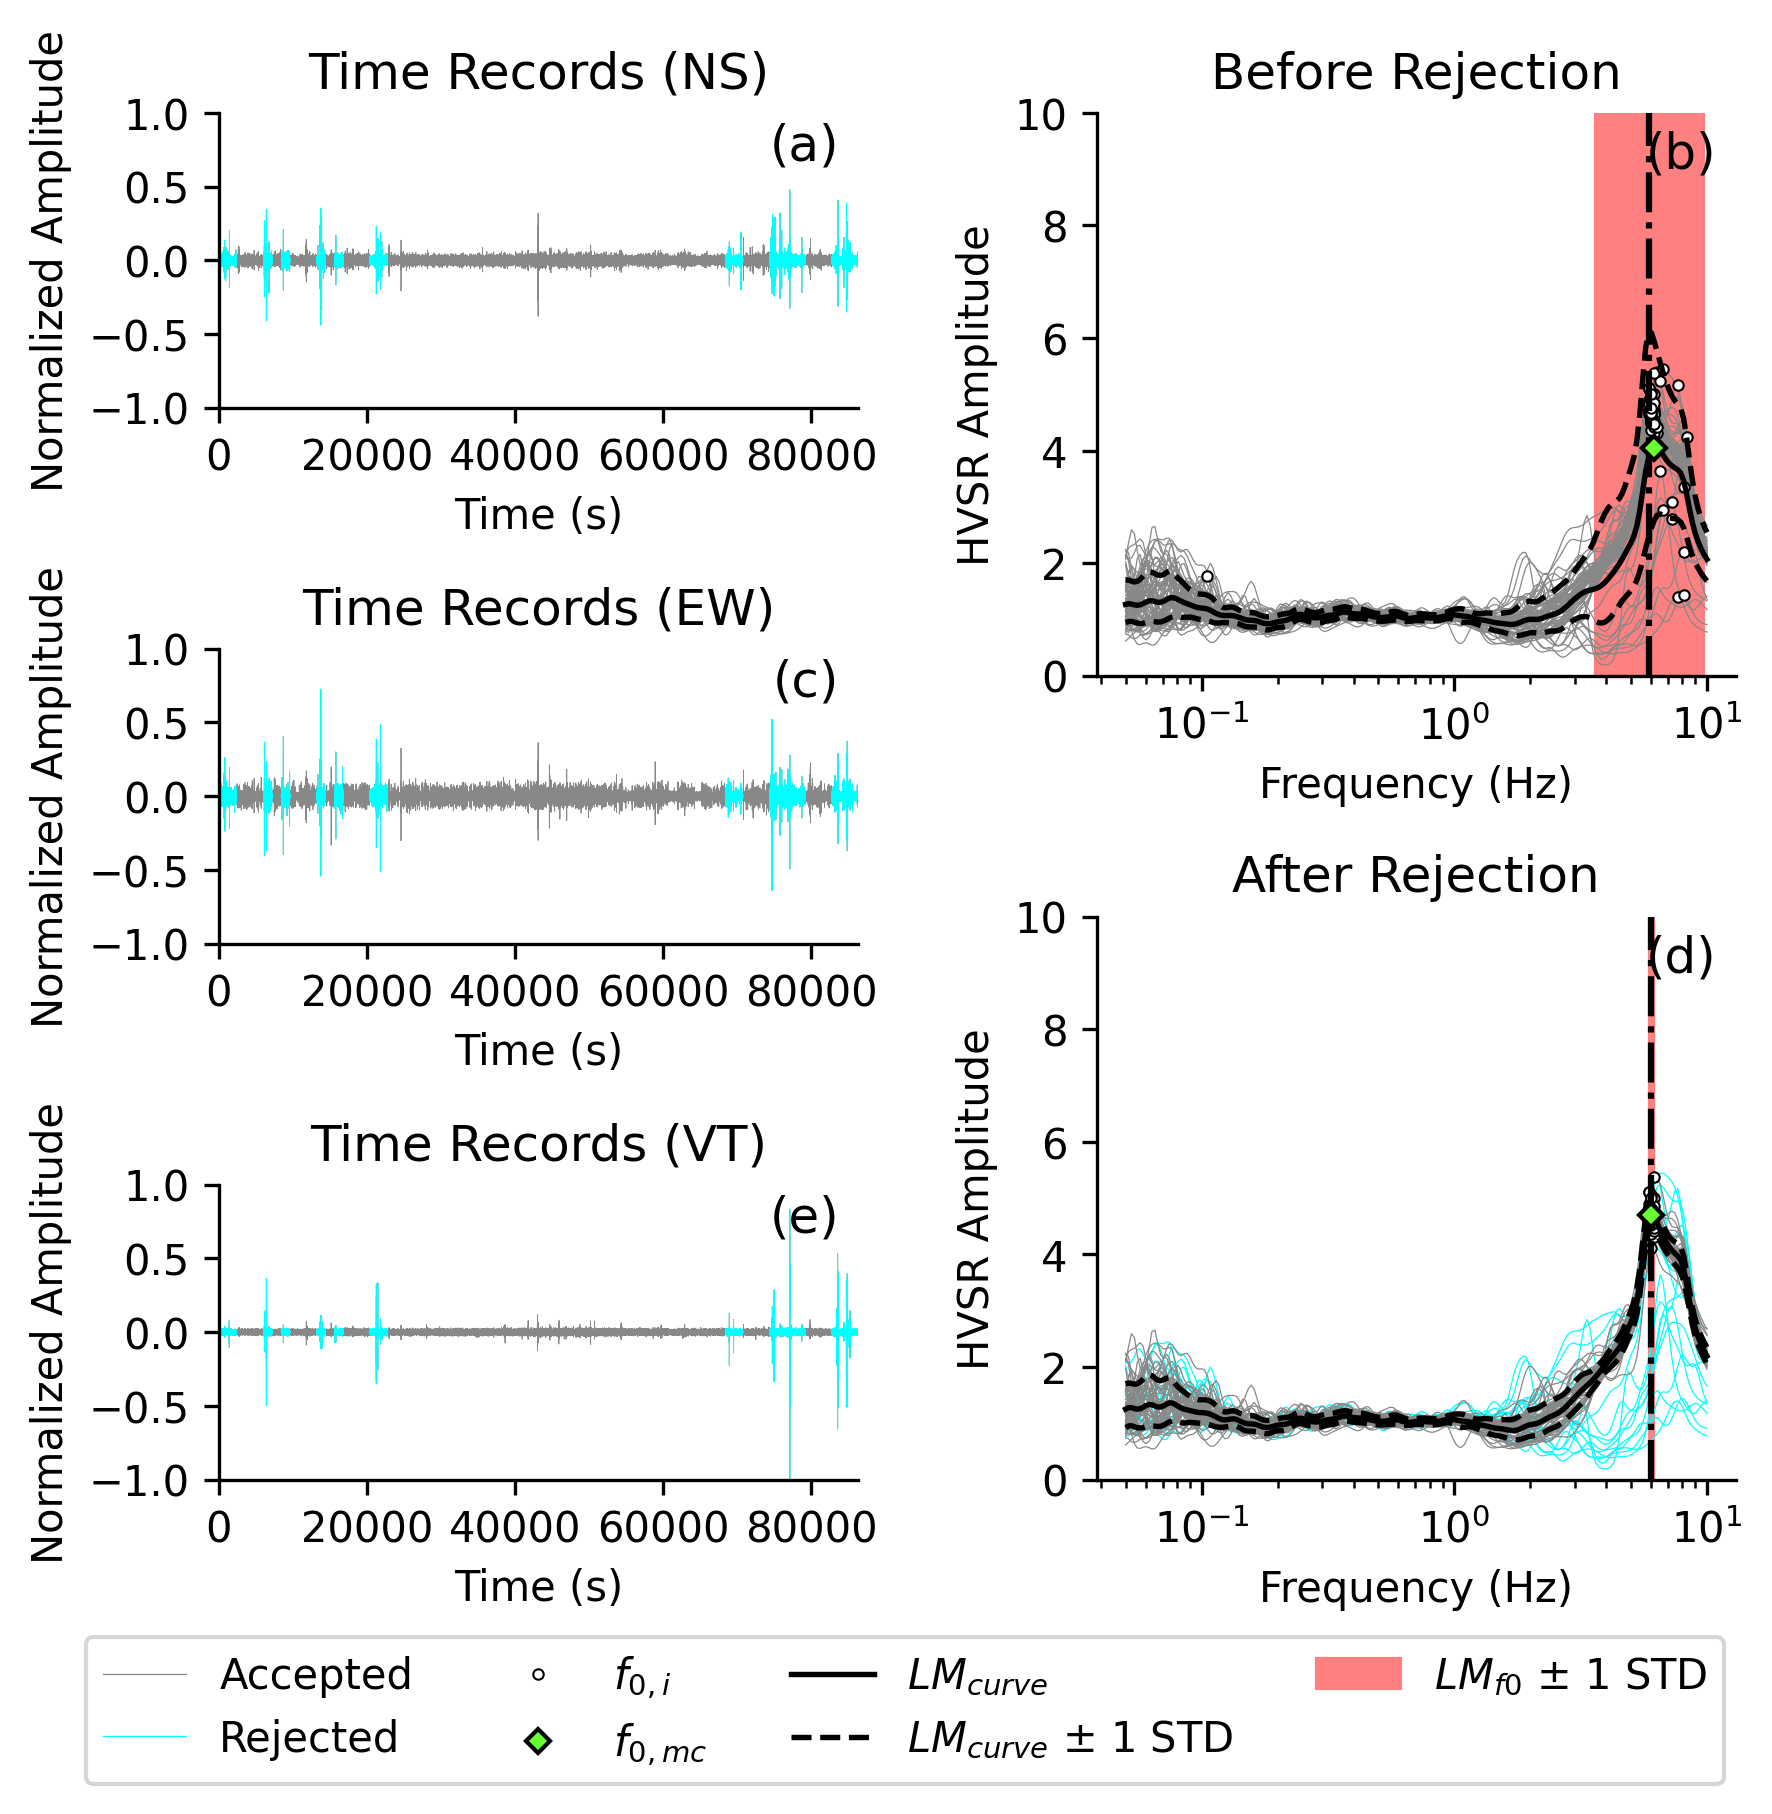 Time Records (NS)
(a)
Normalized Amplitude
1.0
0.5
0.0
−0.5
−1.0
0 20000 40000 60000 80000
Time (s)
Before Rejection
(b)
HVSR Amplitude
10
8
6
4
2
0
10⁻¹ 10⁰ 10¹
Frequency (Hz)
Time Records (EW)
(c)
Normalized Amplitude
1.0
0.5
0.0
−0.5
−1.0
0 20000 40000 60000 80000
Time (s)
After Rejection
(d)
HVSR Amplitude
10
8
6
4
2
0
10⁻¹ 10⁰ 10¹
Frequency (Hz)
Time Records (VT)
(e)
Normalized Amplitude
1.0
0.5
0.0
−0.5
−1.0
0 20000 40000 60000 80000
Time (s)
Accepted
Rejected
f0,i
f0,mc
LMcurve
LMcurve ± 1 STD
LMf0 ± 1 STD